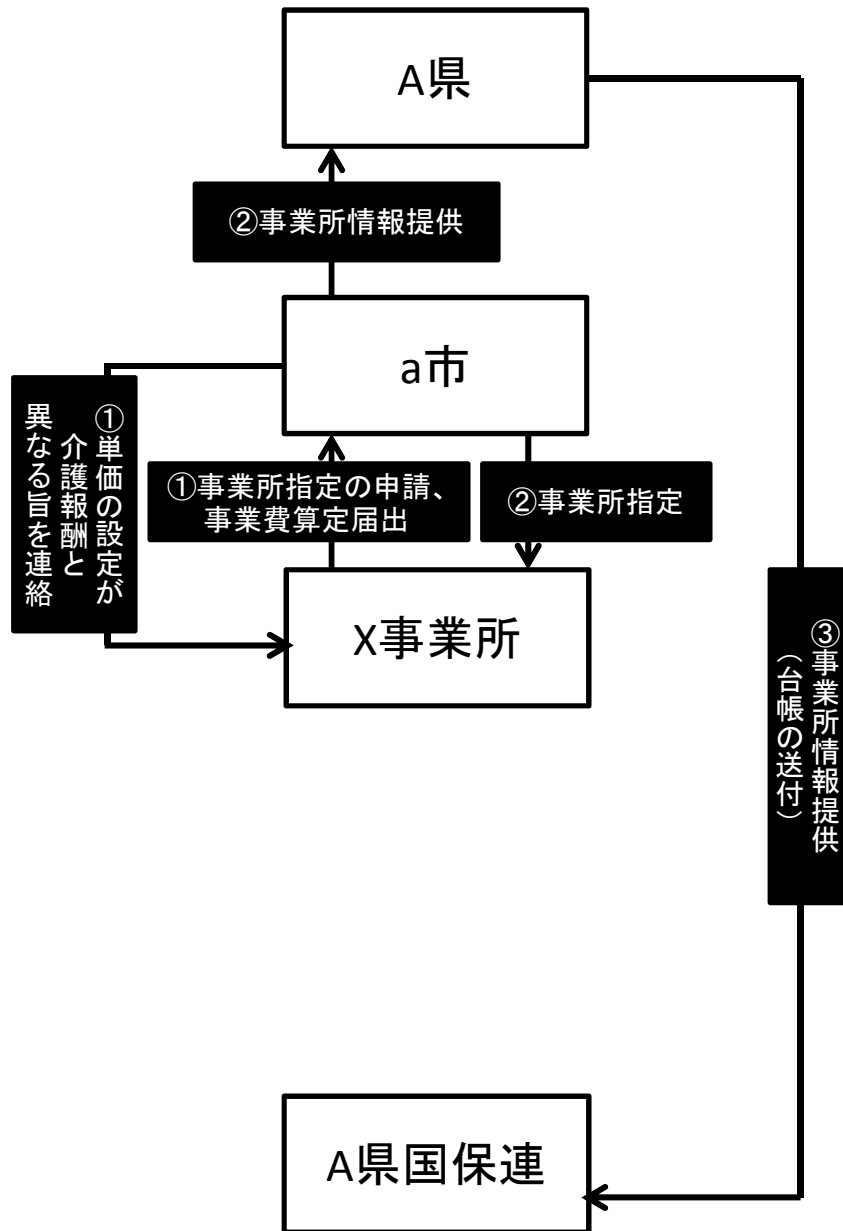 A県
②事業所情報提供
a市
①単価の設定が
介護報酬と
異なる旨を連絡
①事業所指定の申請、
事業費算定届出
②事業所指定
X事業所
③事業所情報提供
（台帳の送付）
A県国保連